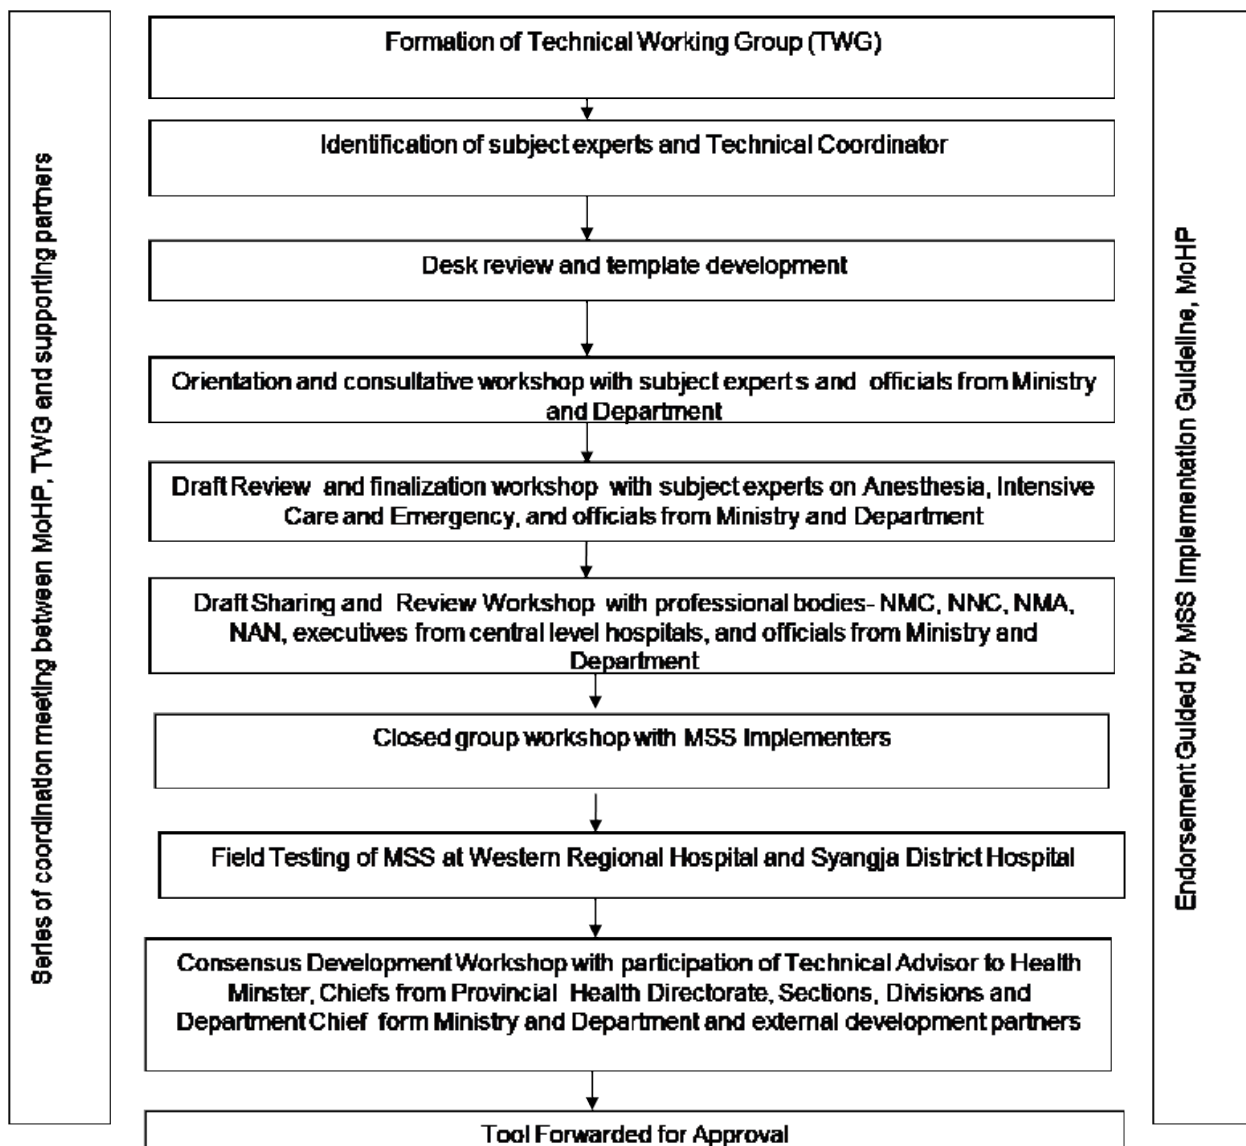 Series of coordination meeting between MoHP, TWG and supporting partners
Formation of Technical Working Group (TWG)
Identification of subject experts and Technical Coordinator
Desk review and template development
Orientation and consultative workshop with subject experts and officials from Ministry
and Department
Draft Review and finalization workshop with subject experts on Anesthesia, Intensive
Care and Emergency, and officials from Ministry and Department
Draft Sharing and Review Workshop with professional bodies- NMC, NNC, NMA,
NAN, executives from central level hospitals, and officials from Ministry and
Department
Closed group workshop with MSS Implementers
Field Testing of MSS at Western Regional Hospital and Syangja District Hospital
Consensus Development Workshop with participation of Technical Advisor to Health
Minster, Chiefs from Provincial Health Directorate, Sections, Divisions and
Department Chief form Ministry and Department and external development partners
Tool Forwarded for Approval
Endorsement Guided by MSS Implementation Guideline, MoHP